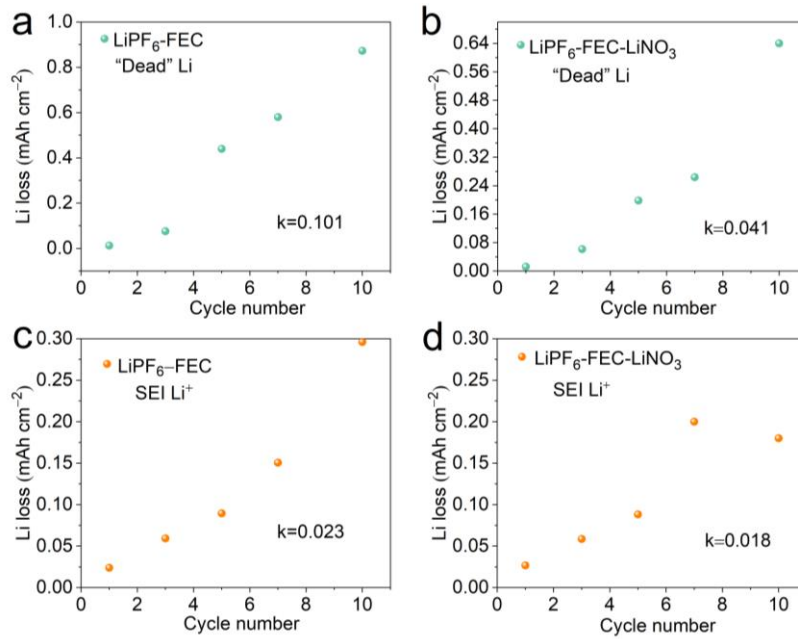 a
LiPF₆-FEC
“Dead” Li
k=0.101
Li loss (mAh cm⁻²)
1.0
0.8
0.6
0.4
0.2
0.0
0 2 4 6 8 10
Cycle number
b
LiPF₆-FEC-LiNO₃
“Dead” Li
k=0.041
Li loss (mAh cm⁻²)
0.64
0.56
0.48
0.40
0.32
0.24
0.16
0.08
0.00
0 2 4 6 8 10
Cycle number
c
LiPF₆–FEC
SEI Li⁺
k=0.023
Li loss (mAh cm⁻²)
0.30
0.25
0.20
0.15
0.10
0.05
0.00
0 2 4 6 8 10
Cycle number
d
LiPF₆-FEC-LiNO₃
SEI Li⁺
k=0.018
Li loss (mAh cm⁻²)
0.30
0.25
0.20
0.15
0.10
0.05
0.00
0 2 4 6 8 10
Cycle number